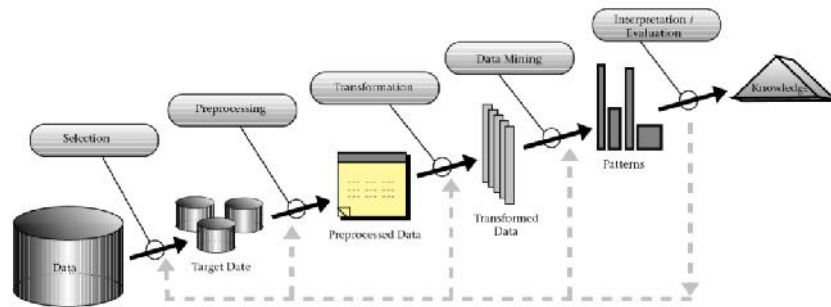 Interpretation /
Evaluation
Data Mining
Transformation
Preprocessing
Selection
Data
Target Date
Preprocessed Data
Transformed
Data
Patterns
Knowledge